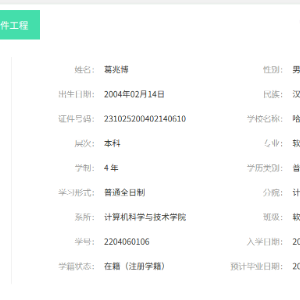 件工程
姓名： 葛兆博 性别： 男
出生日期： 2004年02月14日 民族： 汉
证件号码： 231025200402140610 学校名称： 哈
层次： 本科 专业： 软
学制： 4 年 学历类别： 普
学习形式： 普通全日制 分院： 计
系所： 计算机科学与技术学院 班级： 软
学号： 2204060106 入学日期： 20
学籍状态： 在籍（注册学籍） 预计毕业日期： 20